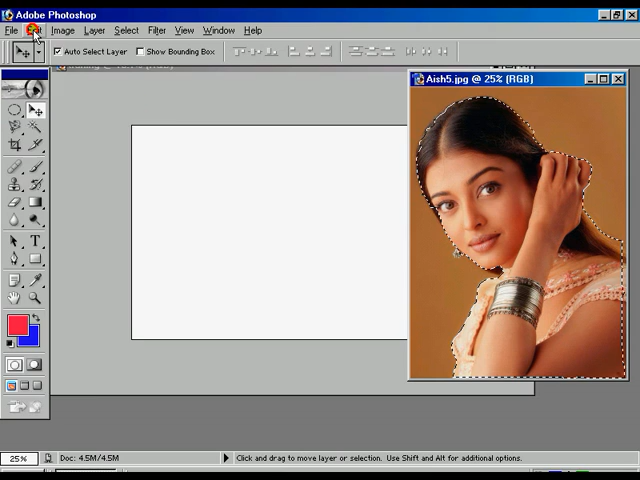 Adobe Photoshop
File Edit Image Layer Select Filter View Window Help
Auto Select Layer Show Bounding Box
Aish5.jpg @ 25% (RGB)
T
25% Doc: 4.5M/4.5M Click and drag to move layer or selection. Use Shift and Alt for additional options.